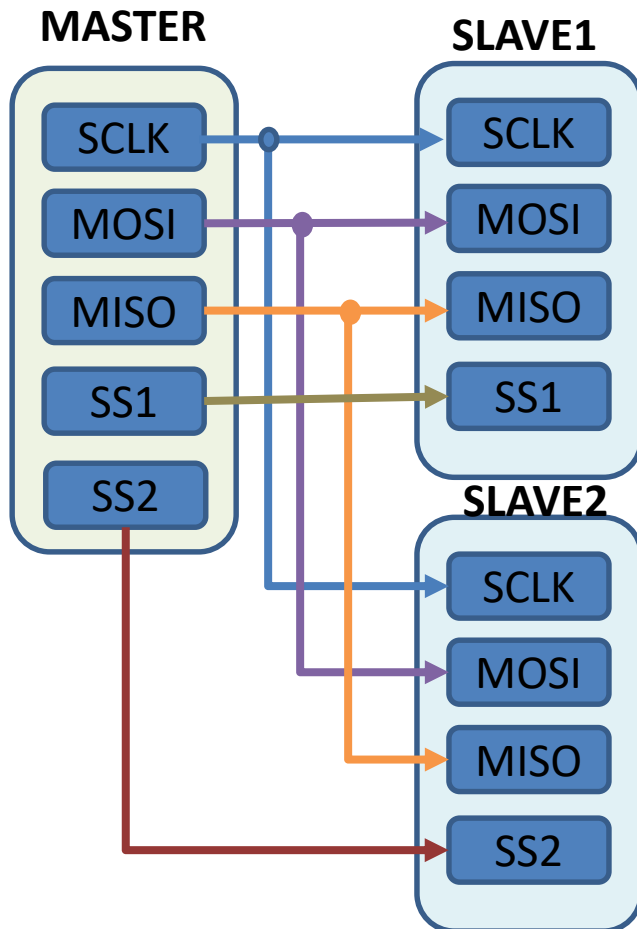 MASTER
SCLK
MOSI
MISO
SS1
SS2
SLAVE1
SCLK
MOSI
MISO
SS1
SLAVE2
SCLK
MOSI
MISO
SS2